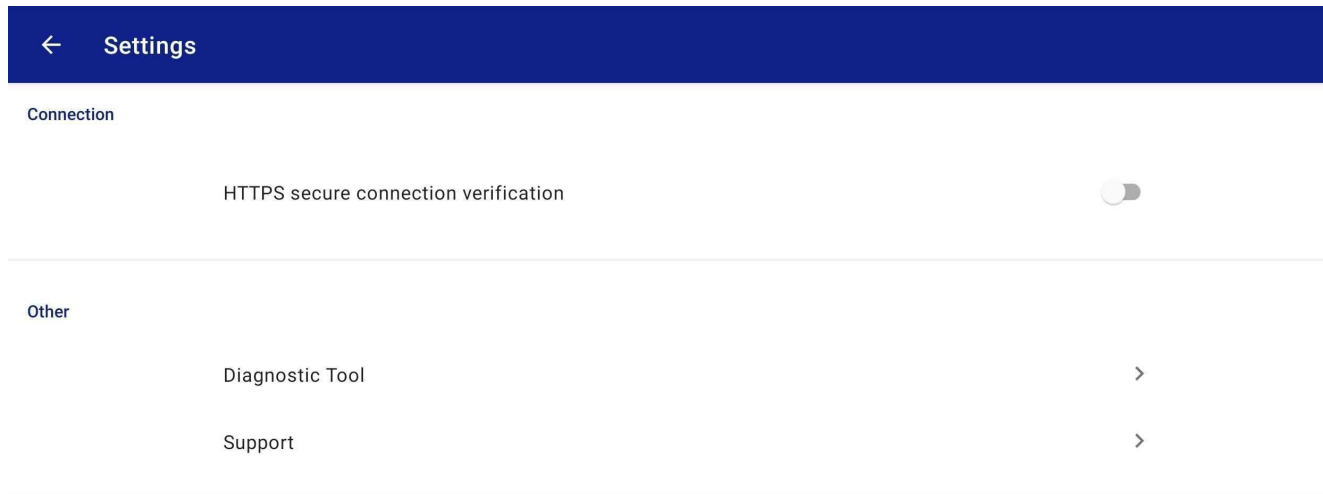 Settings
Connection
HTTPS secure connection verification
Other
Diagnostic Tool
Support